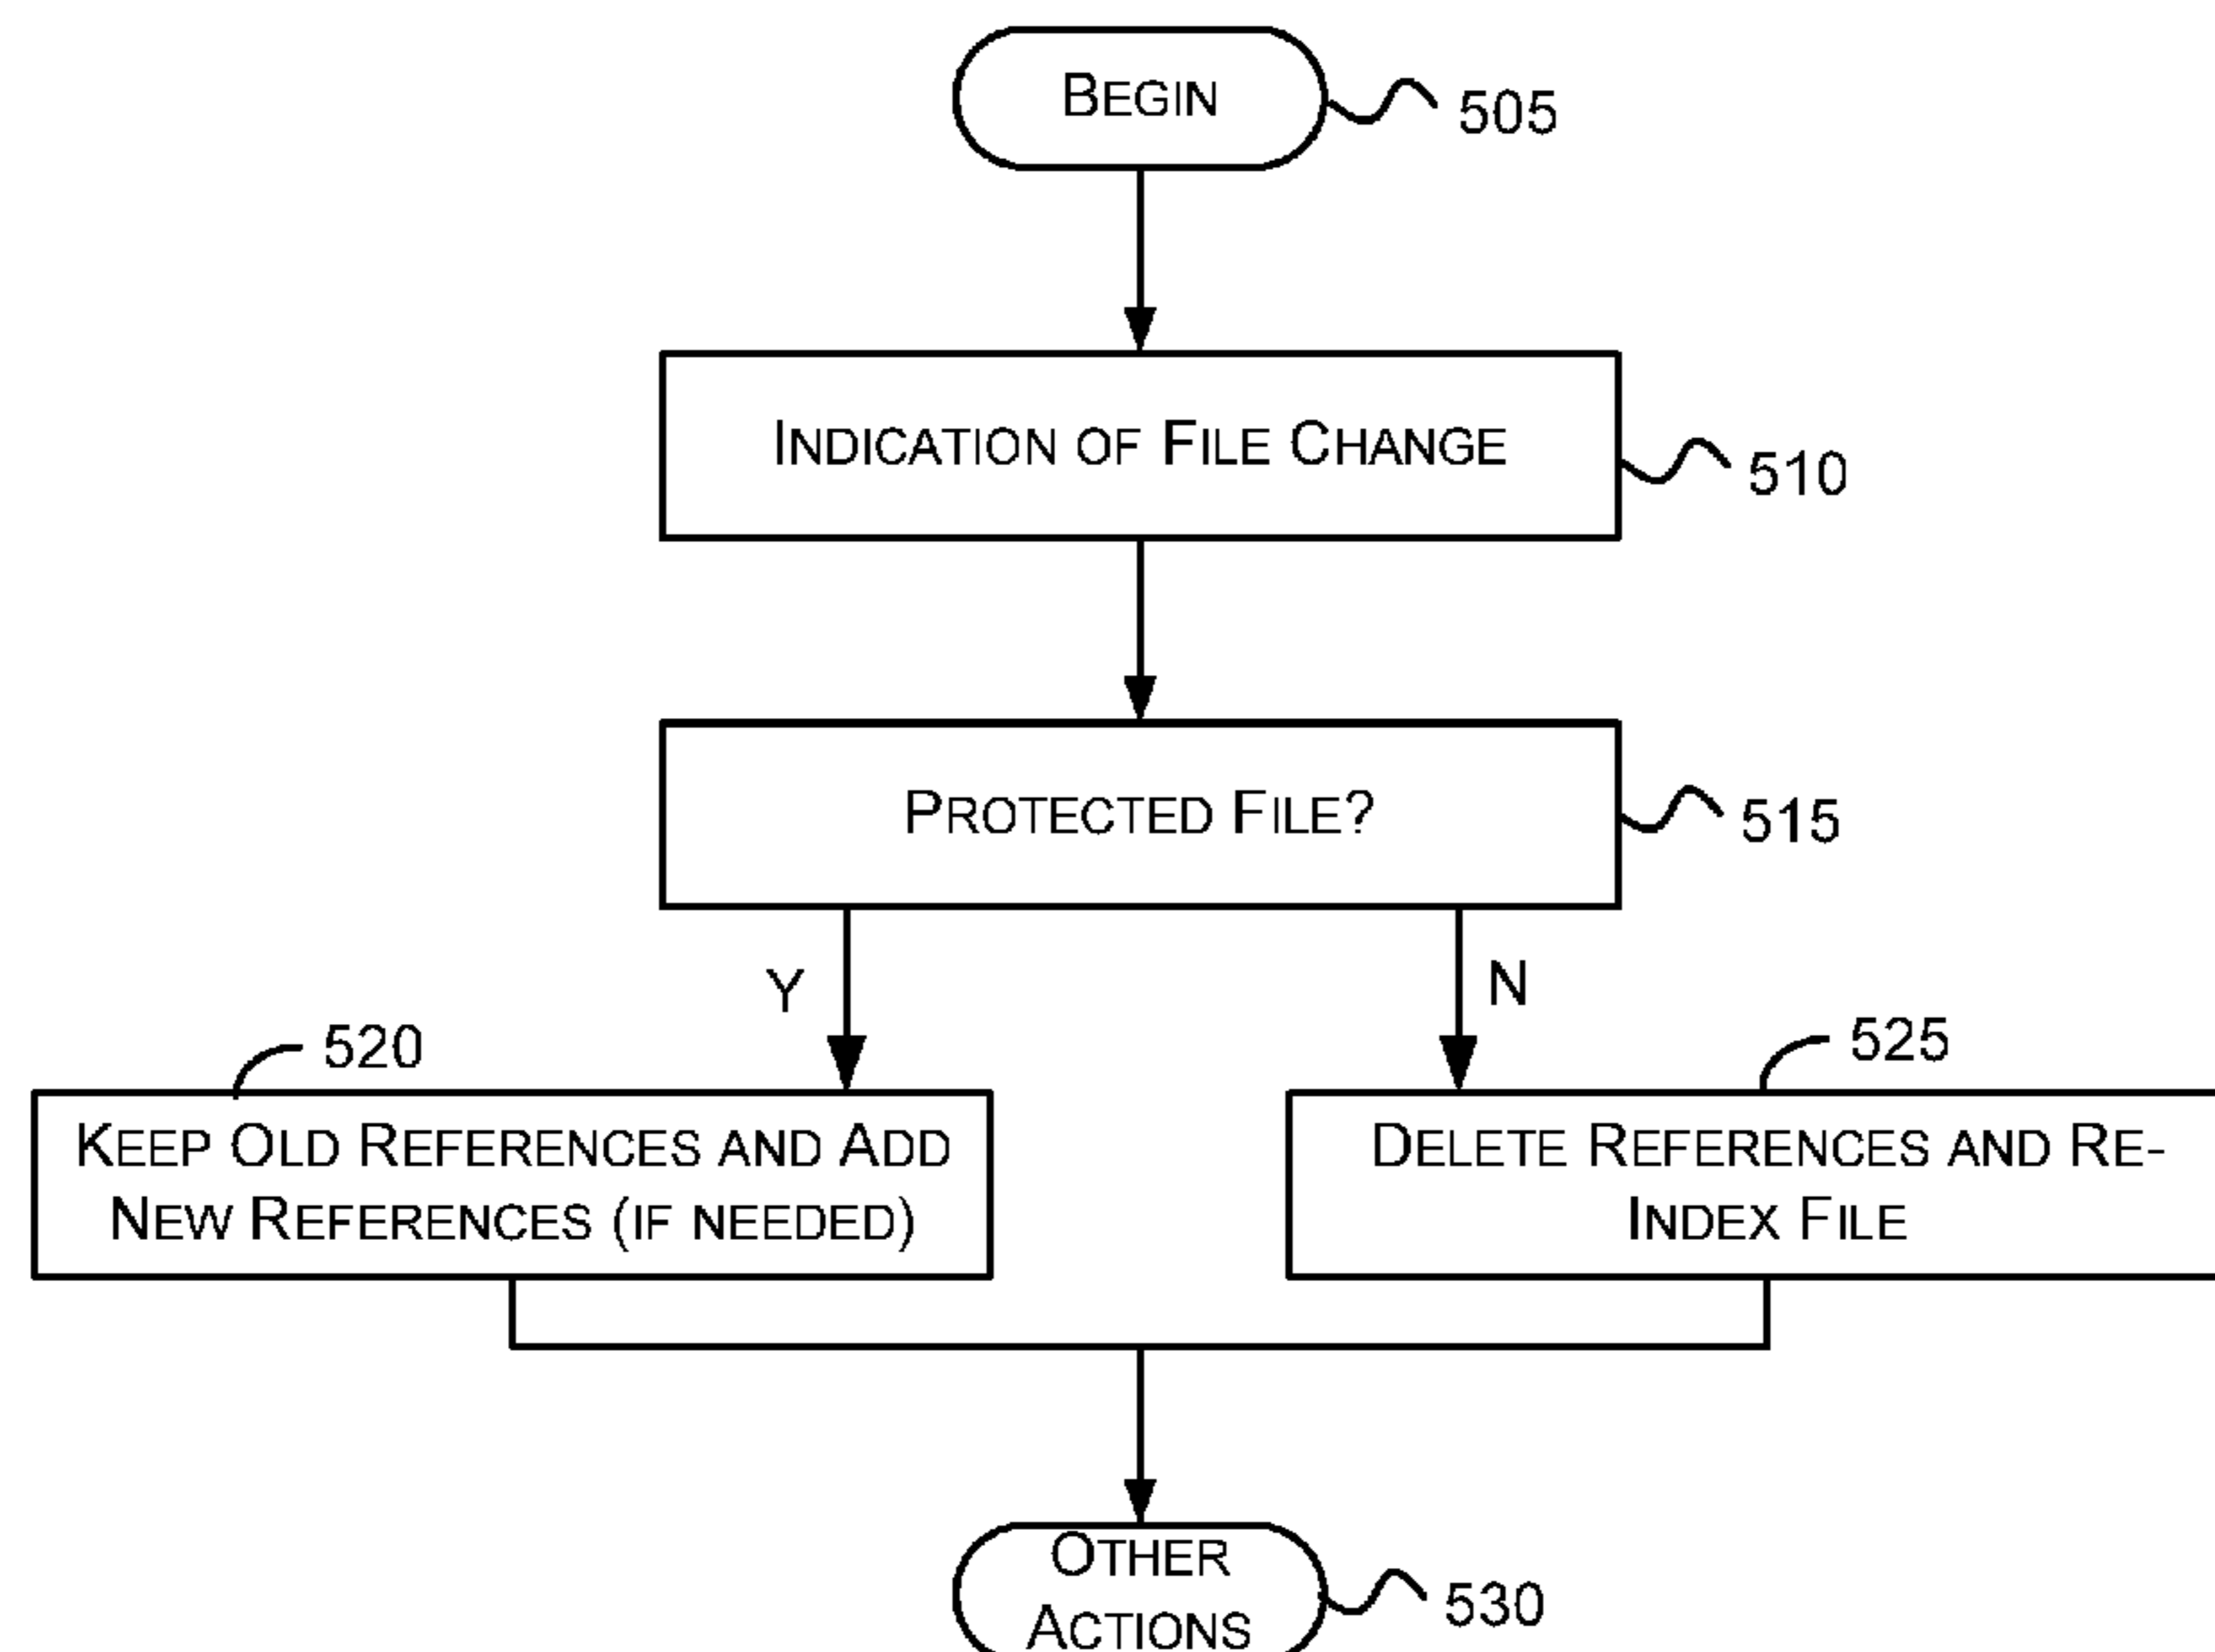 BEGIN
505
INDICATION OF FILE CHANGE
510
PROTECTED FILE?
515
Y
N
520
525
KEEP OLD REFERENCES AND ADD
NEW REFERENCES (IF NEEDED)
DELETE REFERENCES AND RE-
INDEX FILE
OTHER
ACTIONS
530